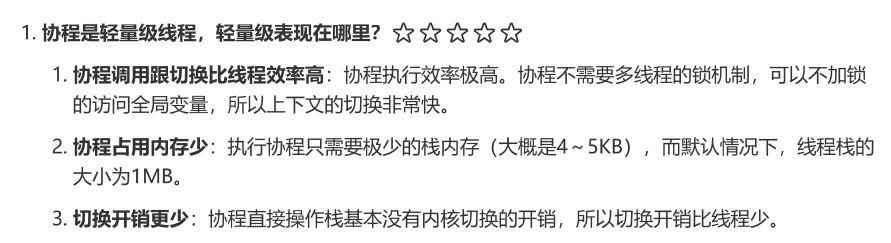 1. 协程是轻量级线程，轻量级表现在哪里？ ☆☆☆☆☆
1. 协程调用跟切换比线程效率高：协程执行效率极高。协程不需要多线程的锁机制，可以不加锁
的访问全局变量，所以上下文的切换非常快。
2. 协程占用内存少：执行协程只需要极少的栈内存（大概是4～5KB），而默认情况下，线程栈的
大小为1MB。
3. 切换开销更少：协程直接操作栈基本没有内核切换的开销，所以切换开销比线程少。